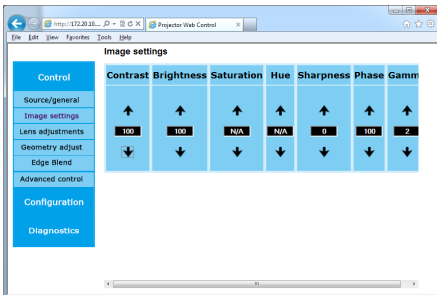 http://172.20.10....
Projector Web Control
File Edit View Favorites Tools Help
Image settings
Control
Source/general
Image settings
Lens adjustments
Geometry adjust
Edge Blend
Advanced control
Configuration
Diagnostics
Contrast Brightness Saturation Hue Sharpness Phase Gamm
100 100 N/A N/A 0 100 2